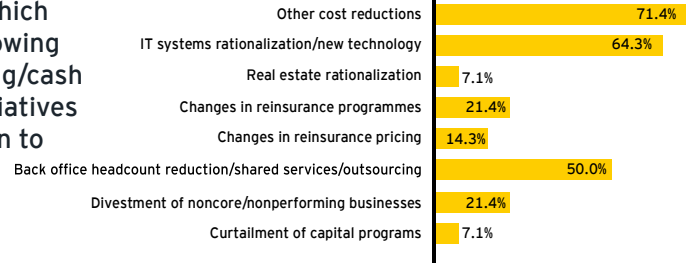 which
owing
g/cash
iatives
n to
Other cost reductions 71.4%
IT systems rationalization/new technology 64.3%
Real estate rationalization 7.1%
Changes in reinsurance programmes 21.4%
Changes in reinsurance pricing 14.3%
Back office headcount reduction/shared services/outsourcing 50.0%
Divestment of noncore/nonperforming businesses 21.4%
Curtailment of capital programs 7.1%